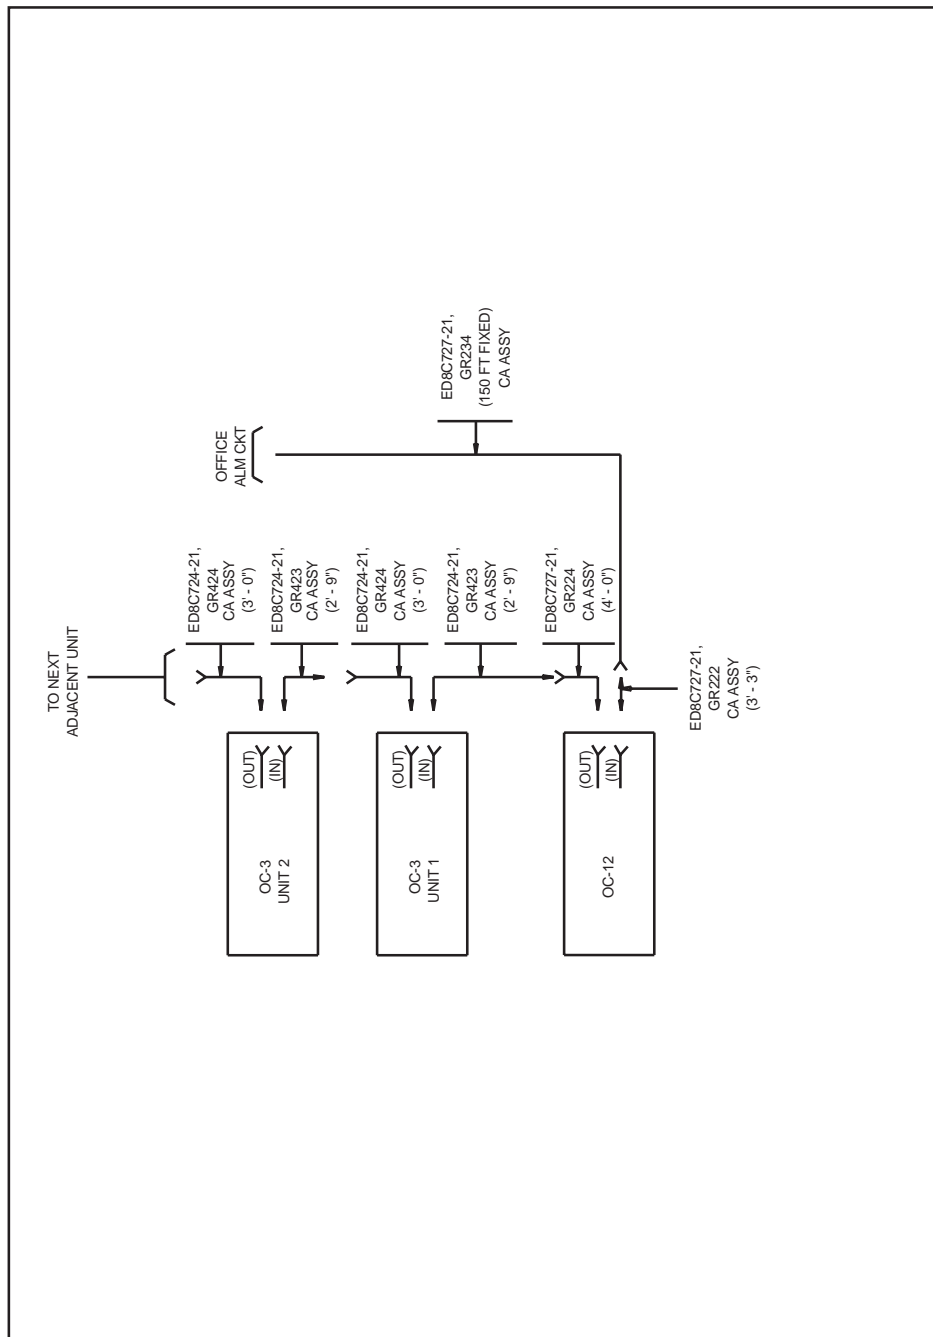 TO NEXT
ADJACENT UNIT
ED8C724-21,
GR424
CA ASSY
(3' - 0")
OFFICE
ALM CKT
OC-3
UNIT 2
(OUT)
(IN)
ED8C724-21,
GR423
CA ASSY
(2' - 9")
ED8C724-21,
GR424
CA ASSY
(3' - 0")
OC-3
UNIT 1
(OUT)
(IN)
ED8C724-21,
GR423
CA ASSY
(2' - 9")
ED8C727-21,
GR234
(150 FT FIXED)
CA ASSY
ED8C727-21,
GR224
CA ASSY
(4' - 0")
OC-12
(OUT)
(IN)
ED8C727-21,
GR222
CA ASSY
(3' - 3")